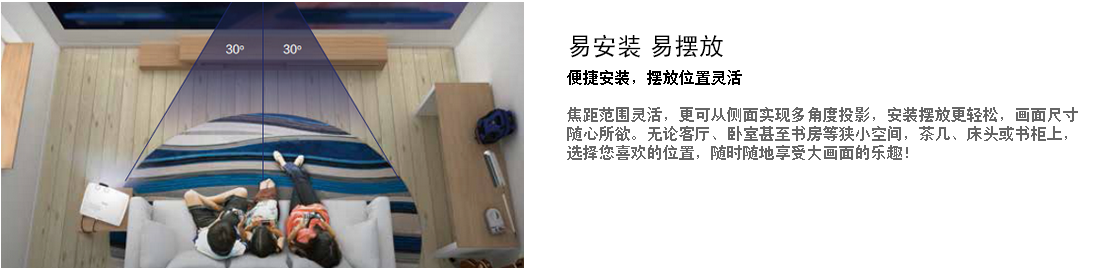 30° 30°
易安装 易摆放
便捷安装，摆放位置灵活
焦距范围灵活，更可从侧面实现多角度投影，安装摆放更轻松，画面尺寸
随心所欲。无论客厅、卧室甚至书房等狭小空间，茶几、床头或书柜上，
选择您喜欢的位置，随时随地享受大画面的乐趣！